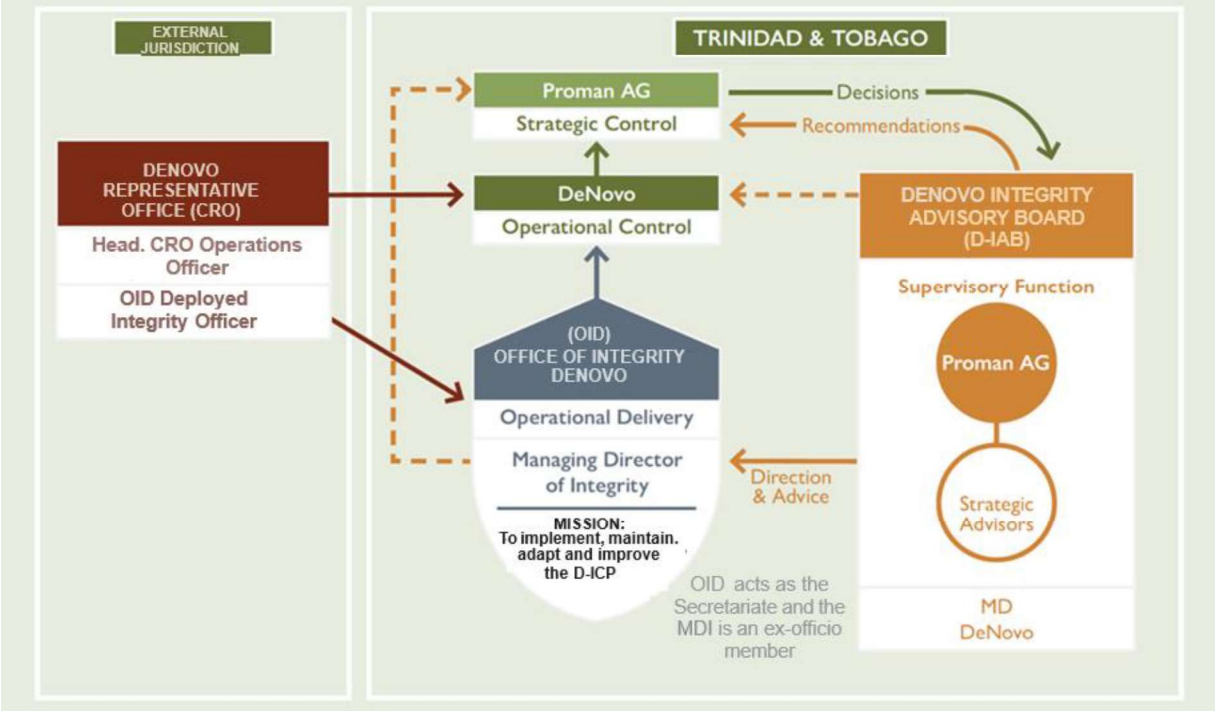 EXTERNAL
JURISDICTION
DENOVO
REPRESENTATIVE
OFFICE (CRO)
Head. CRO Operations
Officer
OID Deployed
Integrity Officer
TRINIDAD & TOBAGO
Proman AG
Strategic Control
Decisions
Recommendations
DeNovo
Operational Control
(OID)
OFFICE OF INTEGRITY
DENOVO
Operational Delivery
Managing Director
of Integrity
MISSION:
To implement, maintain.
adapt and improve
the D-ICP
Direction
& Advice
OID acts as the
Secretariate and the
MDI is an ex-officio
member
DENOVO INTEGRITY
ADVISORY BOARD
(D-IAB)
Supervisory Function
Proman AG
Strategic
Advisors
MD
DeNovo